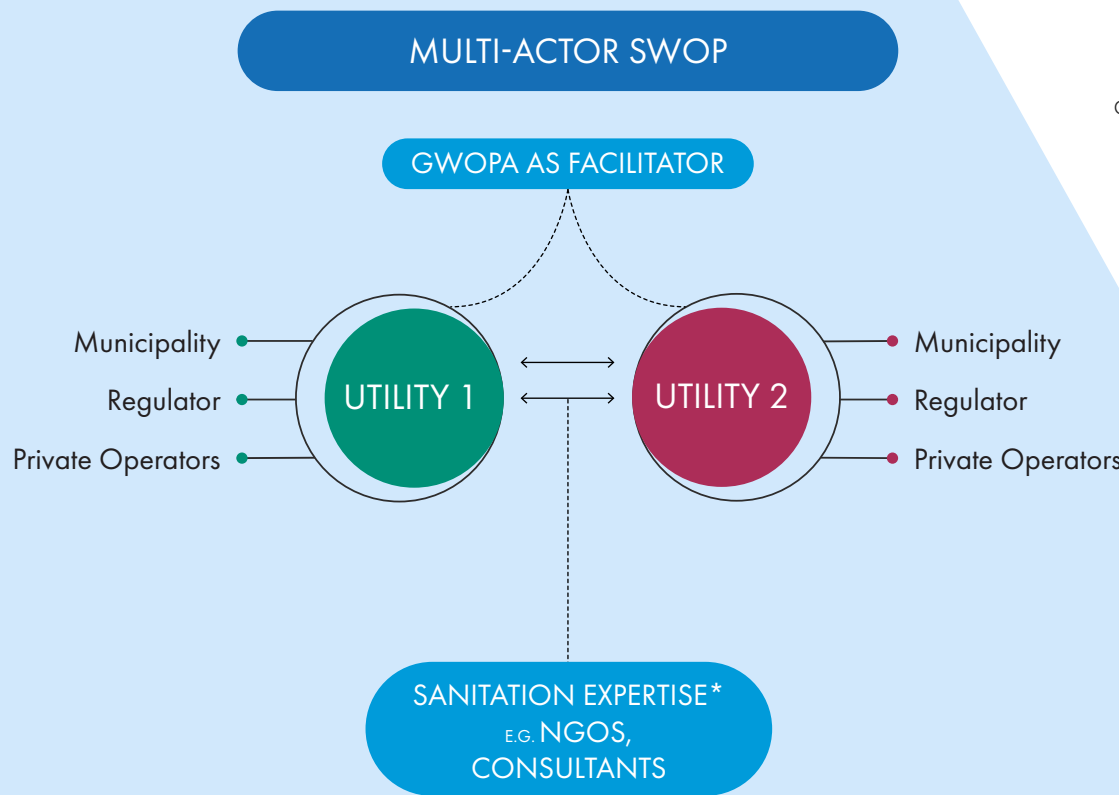 MULTI-ACTOR SWOP
GWOPA AS FACILITATOR
Municipality
Regulator
Private Operators
UTILITY 1
UTILITY 2
Municipality
Regulator
Private Operators
SANITATION EXPERTISE*
E.G. NGOS,
CONSULTANTS